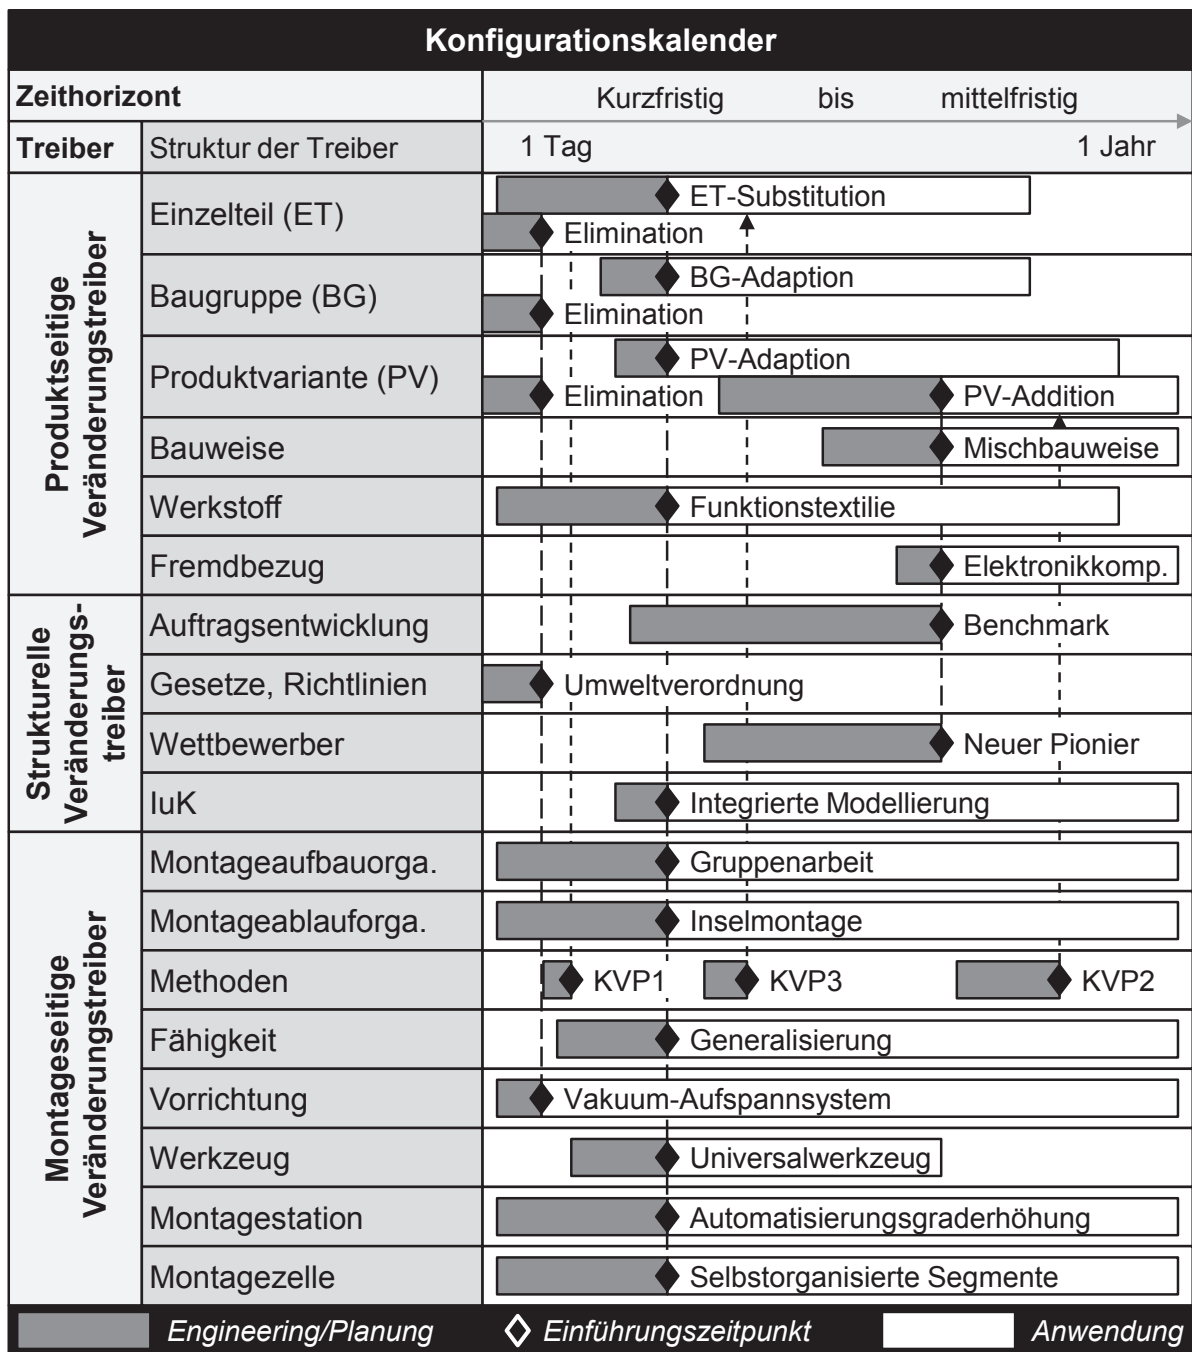 Konfigurationskalender
Zeithorizont Kurzfristig bis mittelfristig
Treiber Struktur der Treiber 1 Tag 1 Jahr
Produktseitige
Veränderungstreiber
Einzelteil (ET) ET-Substitution
Elimination
Baugruppe (BG) BG-Adaption
Elimination
Produktvariante (PV) PV-Adaption
Elimination PV-Addition
Bauweise Mischbauweise
Werkstoff Funktionstextilie
Fremdbezug Elektronikkomp.
Strukturelle
Veränderungs-
treiber
Auftragsentwicklung Benchmark
Gesetze, Richtlinien Umweltverordnung
Wettbewerber Neuer Pionier
IuK Integrierte Modellierung
Montageseitige
Veränderungstreiber
Montageaufbauorga. Gruppenarbeit
Montageablauforga. Inselmontage
Methoden KVP1 KVP3 KVP2
Fähigkeit Generalisierung
Vorrichtung Vakuum-Aufspannsystem
Werkzeug Universalwerkzeug
Montagestation Automatisierungsgraderhöhung
Montagezelle Selbstorganisierte Segmente
Engineering/Planung Einführungszeitpunkt Anwendung